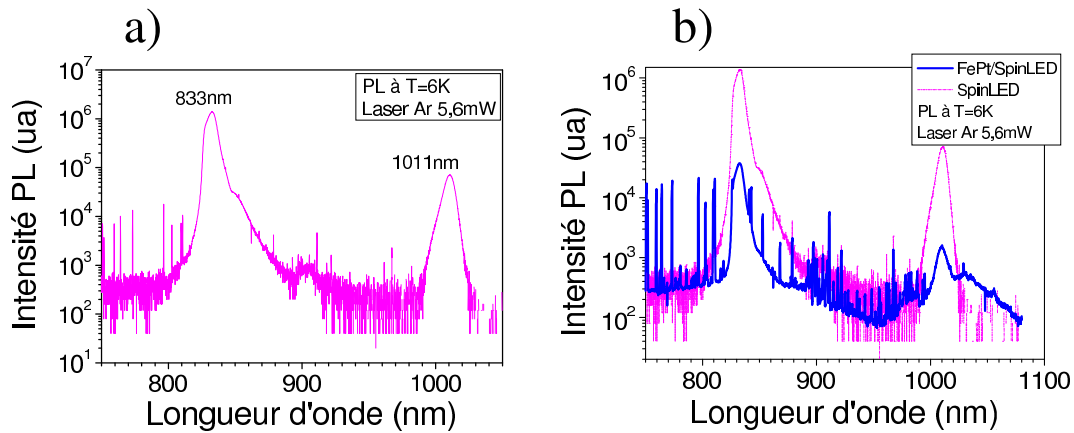 a)
10^7
10^6
10^5
10^4
10^3
10^2
10^1
Intensité PL (ua)
833nm
1011nm
PL à T=6K
Laser Ar 5,6mW
800
900
1000
Longueur d'onde (nm)
b)
10^6
10^5
10^4
10^3
10^2
Intensité PL (ua)
FePt/SpinLED
SpinLED
PL à T=6K
Laser Ar 5,6mW
800
900
1000
1100
Longueur d'onde (nm)